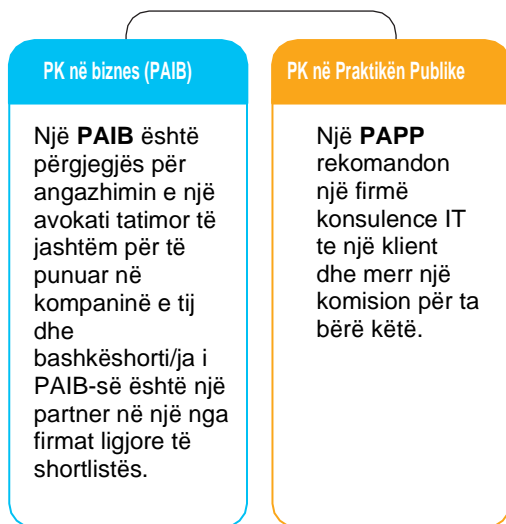 PK në biznes (PAIB)
Një PAIB është
përgjegjës për
angazhimin e një
avokati tatimor të
jashtëm për të
punuar në
kompaninë e tij
dhe
bashkëshorti/ja i
PAIB-së është një
partner në një nga
firmat ligjore të
shortlistës.
PK në Praktikën Publike
Një PAPP
rekomandon
një firmë
konsulence IT
te një klient
dhe merr një
komision për ta
bërë këtë.